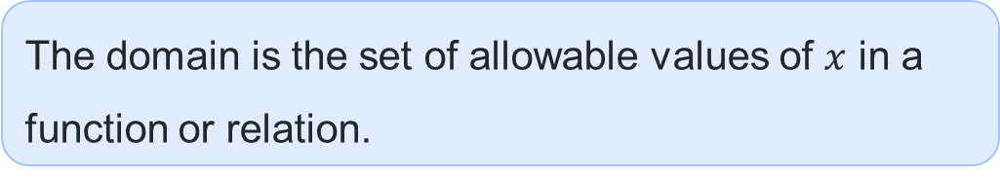 The domain is the set of allowable values of x in a
function or relation.